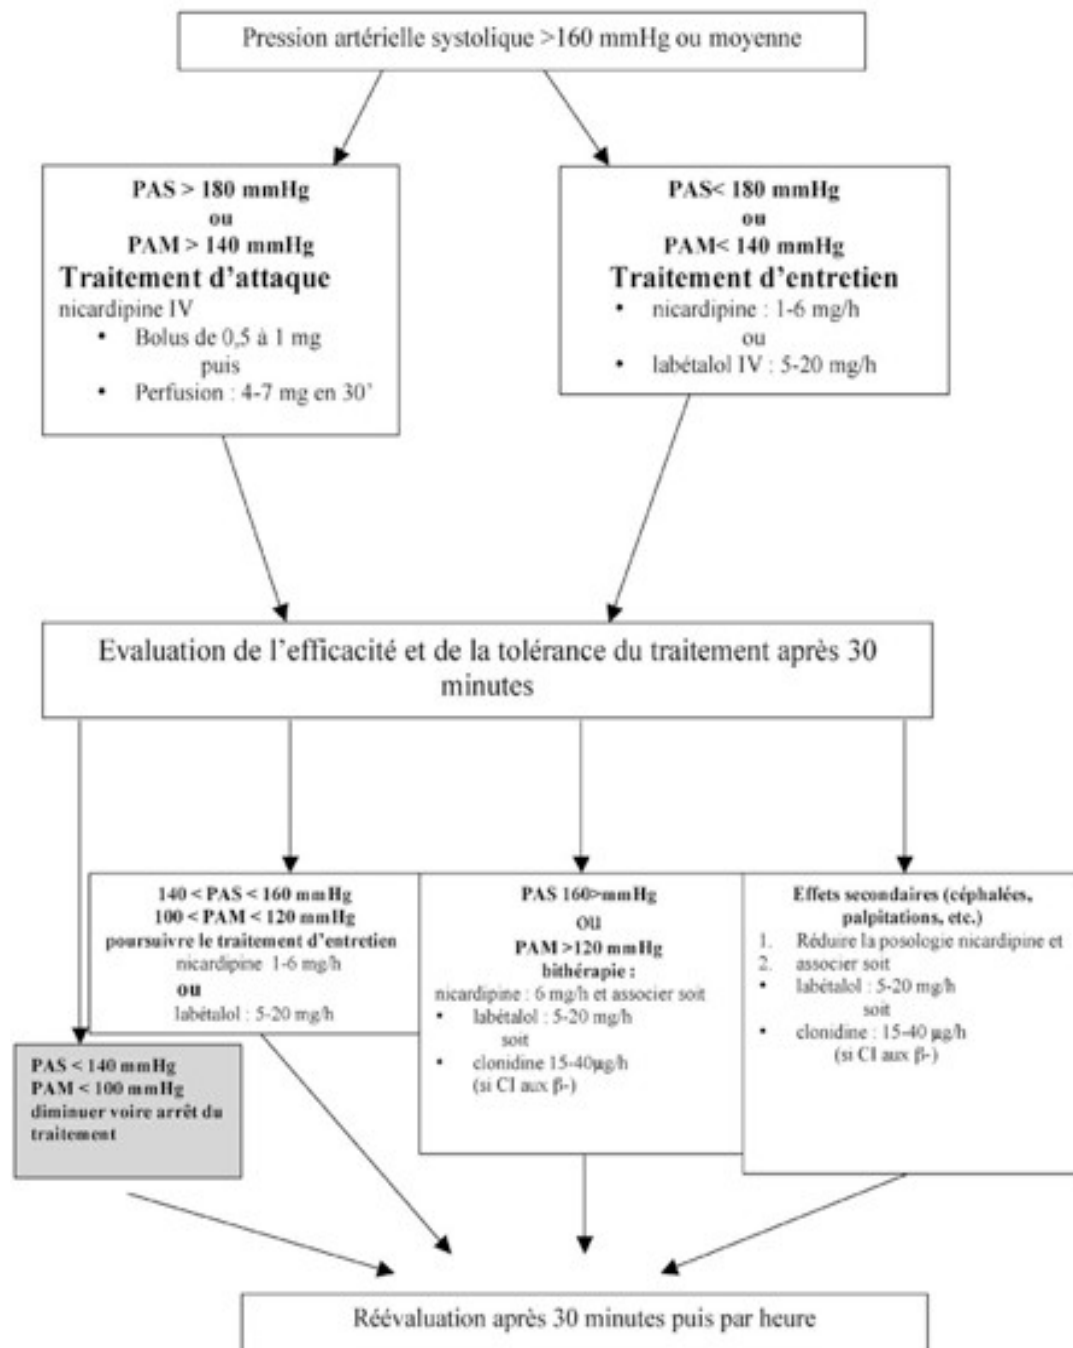 Pression artérielle systolique >160 mmHg ou moyenne
PAS > 180 mmHg
ou
PAM > 140 mmHg
Traitement d’attaque
nicardipine IV
• Bolus de 0,5 à 1 mg
puis
• Perfusion : 4-7 mg en 30’
PAS< 180 mmHg
ou
PAM< 140 mmHg
Traitement d’entretien
• nicardipine : 1-6 mg/h
ou
• labétalol IV : 5-20 mg/h
Evaluation de l’efficacité et de la tolérance du traitement après 30
minutes
PAS < 140 mmHg
PAM < 100 mmHg
diminuer voire arrêt du
traitement
140 < PAS < 160 mmHg
100 < PAM < 120 mmHg
poursuivre le traitement d’entretien
nicardipine 1-6 mg/h
ou
labétalol : 5-20 mg/h
PAS 160>mmHg
OU
PAM >120 mmHg
bithérapie :
nicardipine : 6 mg/h et associer soit
• labétalol : 5-20 mg/h
soit
• clonidine 15-40µg/h
(si CI aux β-)
Effets secondaires (céphalées,
palpitations, etc.)
1. Réduire la posologie nicardipine et
2. associer soit
• labétalol : 5-20 mg/h
soit
• clonidine : 15-40 µg/h
(si CI aux β-)
Réévaluation après 30 minutes puis par heure